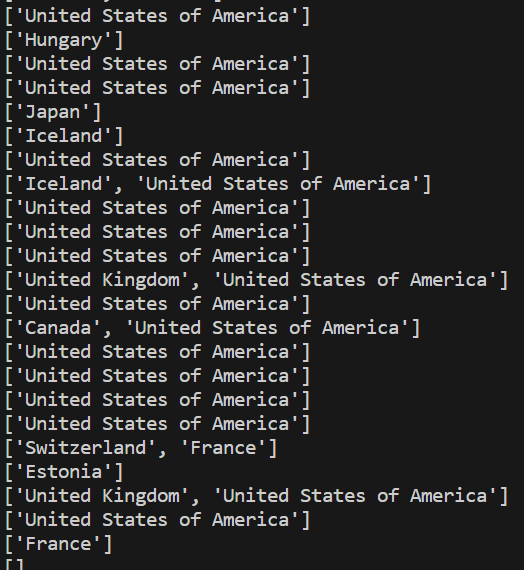 ['United States of America']
['Hungary']
['United States of America']
['United States of America']
['Japan']
['Iceland']
['United States of America']
['Iceland', 'United States of America']
['United States of America']
['United States of America']
['United States of America']
['United Kingdom', 'United States of America']
['United States of America']
['Canada', 'United States of America']
['United States of America']
['United States of America']
['United States of America']
['United States of America']
['Switzerland', 'France']
['Estonia']
['United Kingdom', 'United States of America']
['United States of America']
['France']
[]